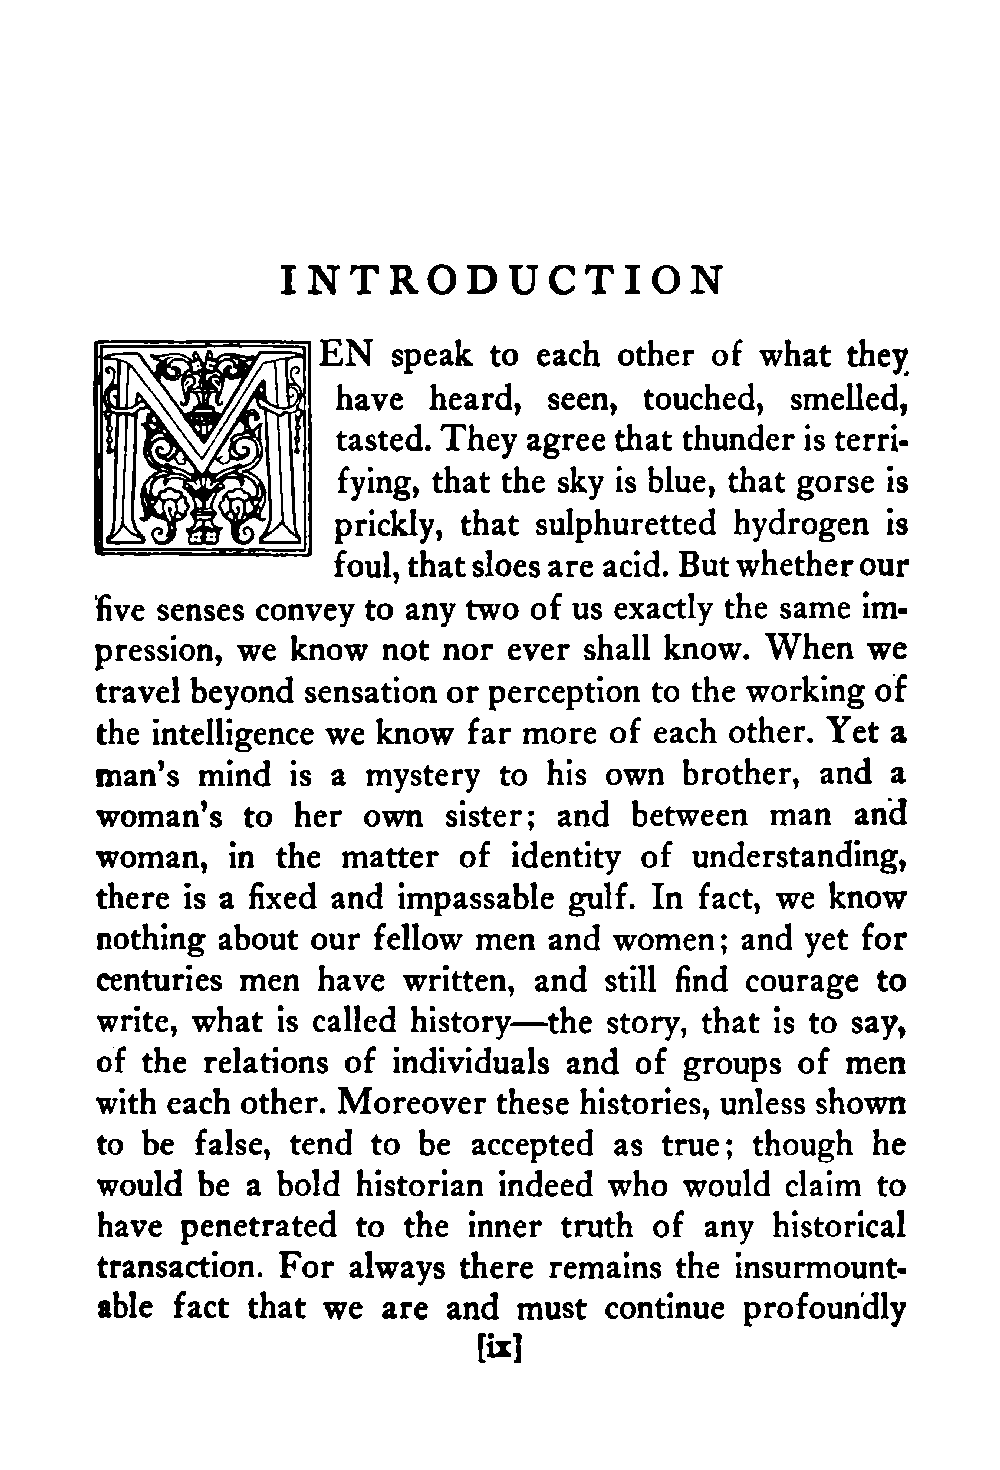 INTRODUCTION
MEN speak to each other of what they
have heard, seen, touched, smelled,
tasted. They agree that thunder is terri-
fying, that the sky is blue, that gorse is
prickly, that sulphuretted hydrogen is
foul, that sloes are acid. But whether our
five senses convey to any two of us exactly the same im-
pression, we know not nor ever shall know. When we
travel beyond sensation or perception to the working of
the intelligence we know far more of each other. Yet a
man's mind is a mystery to his own brother, and a
woman's to her own sister; and between man and
woman, in the matter of identity of understanding,
there is a fixed and impassable gulf. In fact, we know
nothing about our fellow men and women; and yet for
centuries men have written, and still find courage to
write, what is called history—the story, that is to say,
of the relations of individuals and of groups of men
with each other. Moreover these histories, unless shown
to be false, tend to be accepted as true; though he
would be a bold historian indeed who would claim to
have penetrated to the inner truth of any historical
transaction. For always there remains the insurmount-
able fact that we are and must continue profoundly
[ix]